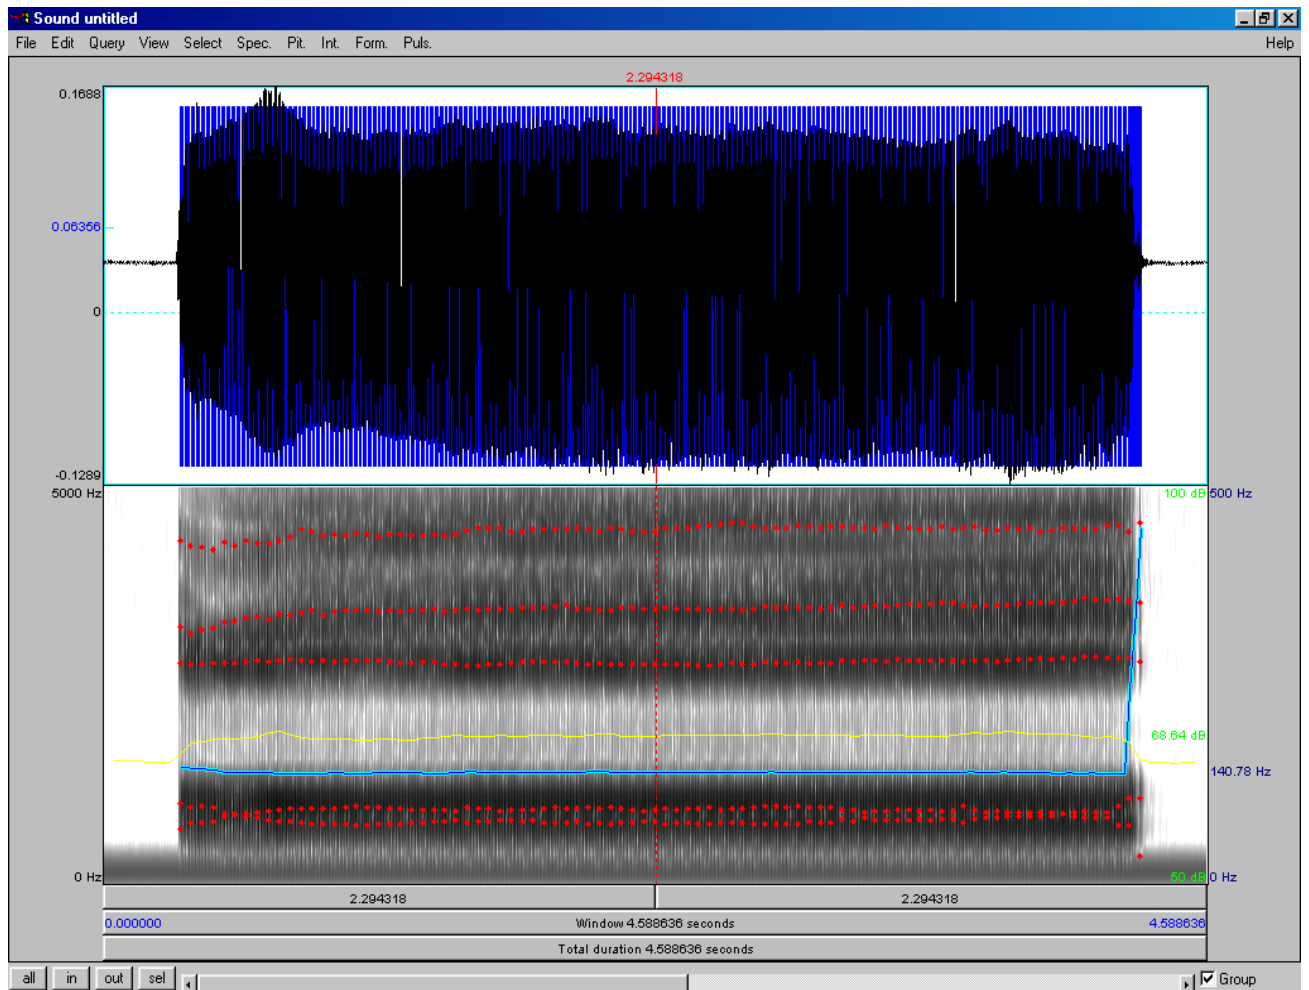 Sound untitled
File Edit Query View Select Spec. Pit. Int. Form. Puls. Help
2.294318
0.1688
0.06356
0
-0.1289
5000 Hz 100 dB 500 Hz
68.64 dB
140.78 Hz
0 Hz 50 dB 0 Hz
2.294318 2.294318
0.000000 Window 4.588636 seconds 4.588636
Total duration 4.588636 seconds
all in out sel Group